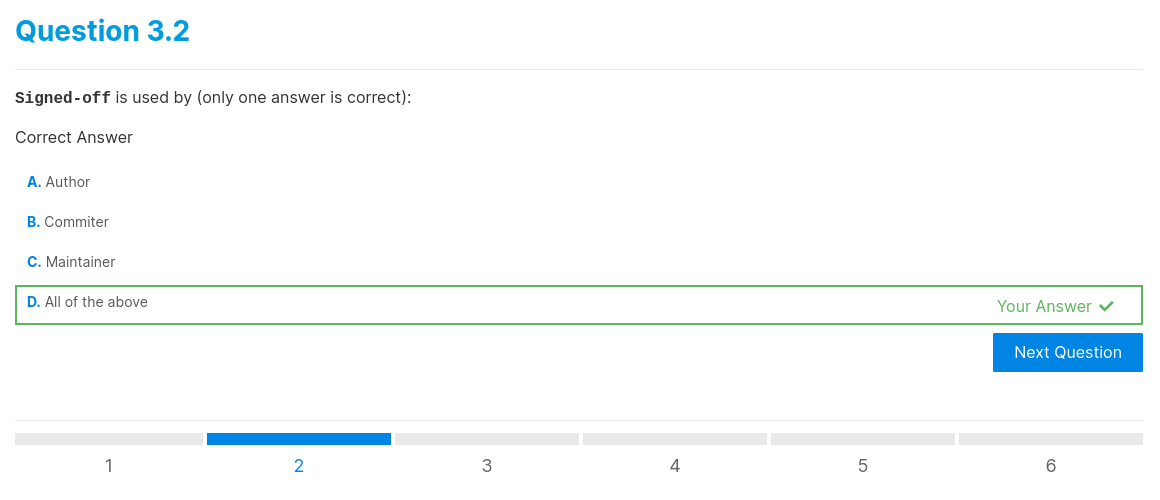 Question 3.2
Signed-off is used by (only one answer is correct):
Correct Answer
A. Author
B. Commiter
C. Maintainer
D. All of the above
Your Answer
Next Question
1 2 3 4 5 6